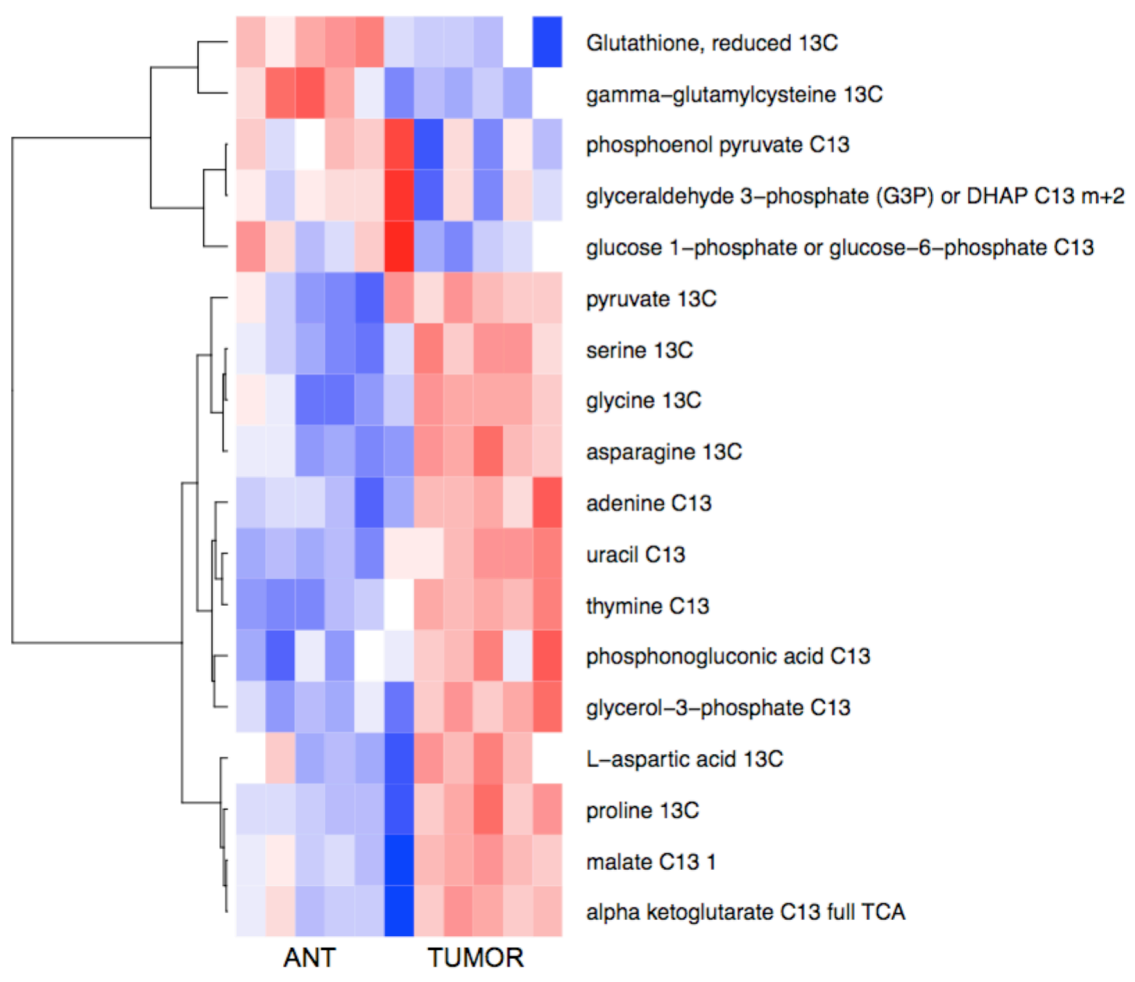 Glutathione, reduced 13C
gamma−glutamylcysteine 13C
phosphoenol pyruvate C13
glyceraldehyde 3−phosphate (G3P) or DHAP C13 m+2
glucose 1−phosphate or glucose−6−phosphate C13
pyruvate 13C
serine 13C
glycine 13C
asparagine 13C
adenine C13
uracil C13
thymine C13
phosphonogluconic acid C13
glycerol−3−phosphate C13
L−aspartic acid 13C
proline 13C
malate C13 1
alpha ketoglutarate C13 full TCA
ANT TUMOR